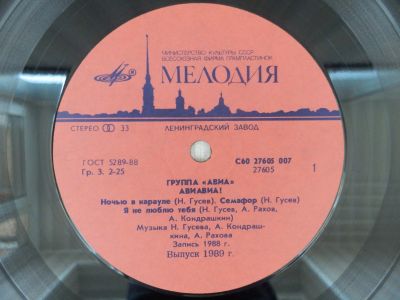 МИНИСТЕРСТВО КУЛЬТУРЫ СССР
ВСЕСОЮЗНАЯ ФИРМА ГРАМПЛАСТИНОК
® МЕЛОДИЯ
СТЕРЕО 33 ЛЕНИНГРАДСКИЙ ЗАВОД
ГОСТ 5289-88 С60 27605 007
Гр. 3. 2-25 27605 1
ГРУППА «АВИА»
АВИАВИА!
Ночью в карауле (Н. Гусев). Семафор (Н. Гусев)
Я не люблю тебя (Н. Гусев, А. Рахов,
А. Кондрашкин)
Музыка Н. Гусева, А. Кондраш-
кина, А. Рахова
Запись 1988 г.
Выпуск 1989 г.